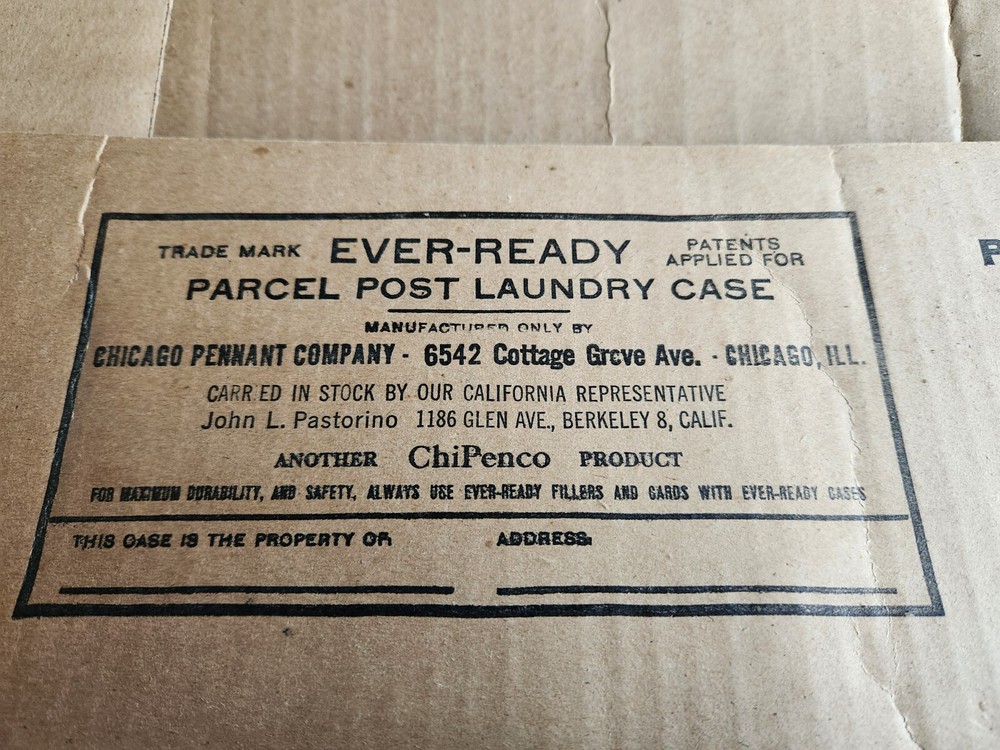 TRADE MARK EVER-READY PATENTS APPLIED FOR
PARCEL POST LAUNDRY CASE
MANUFACTURED ONLY BY
CHICAGO PENNANT COMPANY - 6542 Cottage Grove Ave. - CHICAGO, ILL.
CARRIED IN STOCK BY OUR CALIFORNIA REPRESENTATIVE
John L. Pastorino 1186 GLEN AVE., BERKELEY 8, CALIF.
ANOTHER ChiPenco PRODUCT
FOR MAXIMUM DURABILITY, AND SAFETY, ALWAYS USE EVER-READY FILLERS AND CARDS WITH EVER-READY CASES
THIS CASE IS THE PROPERTY OF ADDRESS